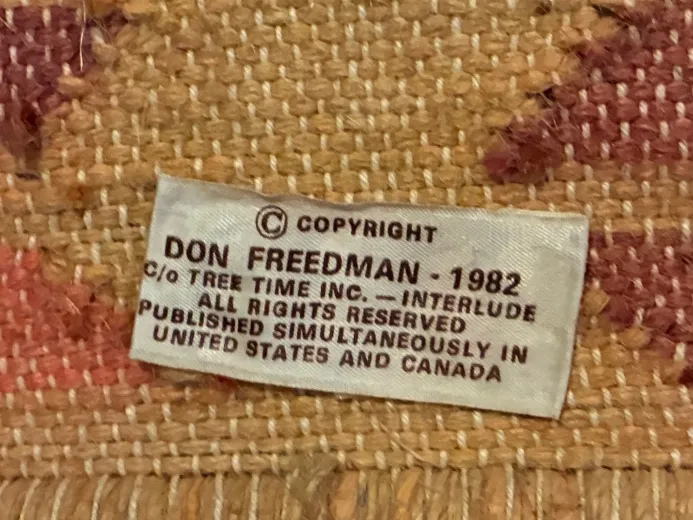 © COPYRIGHT
DON FREEDMAN - 1982
C/o TREE TIME INC. — INTERLUDE
ALL RIGHTS RESERVED
PUBLISHED SIMULTANEOUSLY IN
UNITED STATES AND CANADA